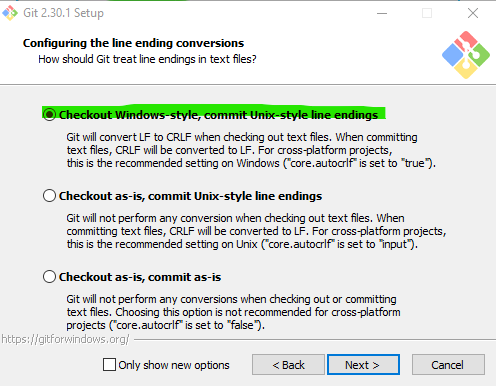 Git 2.30.1 Setup
Configuring the line ending conversions
How should Git treat line endings in text files?
Checkout Windows-style, commit Unix-style line endings
Git will convert LF to CRLF when checking out text files. When committing
text files, CRLF will be converted to LF. For cross-platform projects,
this is the recommended setting on Windows ("core.autocrlf" is set to "true").
Checkout as-is, commit Unix-style line endings
Git will not perform any conversion when checking out text files. When
committing text files, CRLF will be converted to LF. For cross-platform projects,
this is the recommended setting on Unix ("core.autocrlf" is set to "input").
Checkout as-is, commit as-is
Git will not perform any conversions when checking out or committing
text files. Choosing this option is not recommended for cross-platform
projects ("core.autocrlf" is set to "false").
https://gitforwindows.org/
Only show new options
< Back
Next >
Cancel